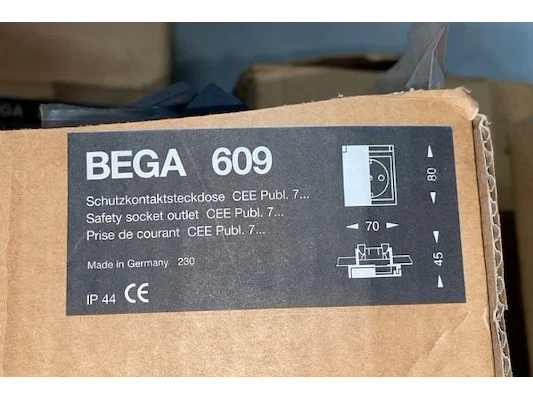 BEGA 609
Schutzkontaktsteckdose CEE Publ. 7...
Safety socket outlet CEE Publ. 7...
Prise de courant CEE Publ. 7...
Made in Germany 230
IP 44 CE
80
70
45